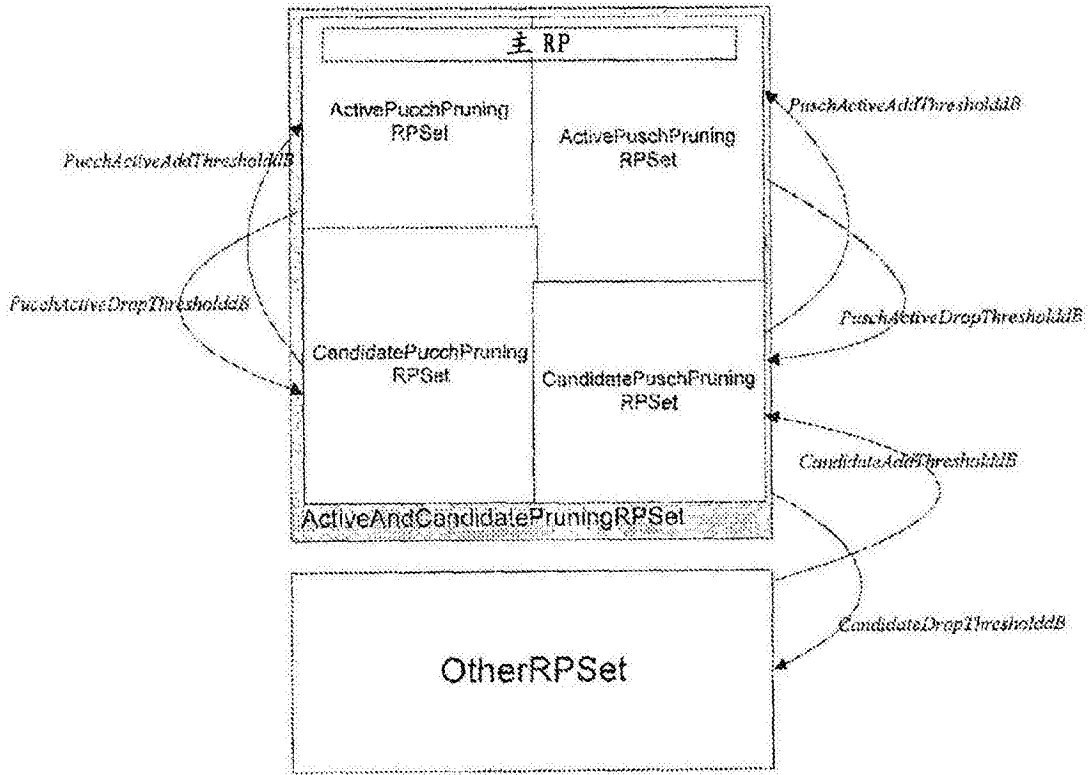 主 RP
ActivePucchPruning
RPSet
ActivePuschPruning
RPSet
PuschActiveAddThresholddB
PucchActiveAddThresholddB
PucchActiveDropThresholddB
PuschActiveDropThresholddB
CandidatePucchPruning
RPSet
CandidatePuschPruning
RPSet
CandidateAddThresholddB
ActiveAndCandidatePruningRPSet
CandidateDropThresholddB
OtherRPSet